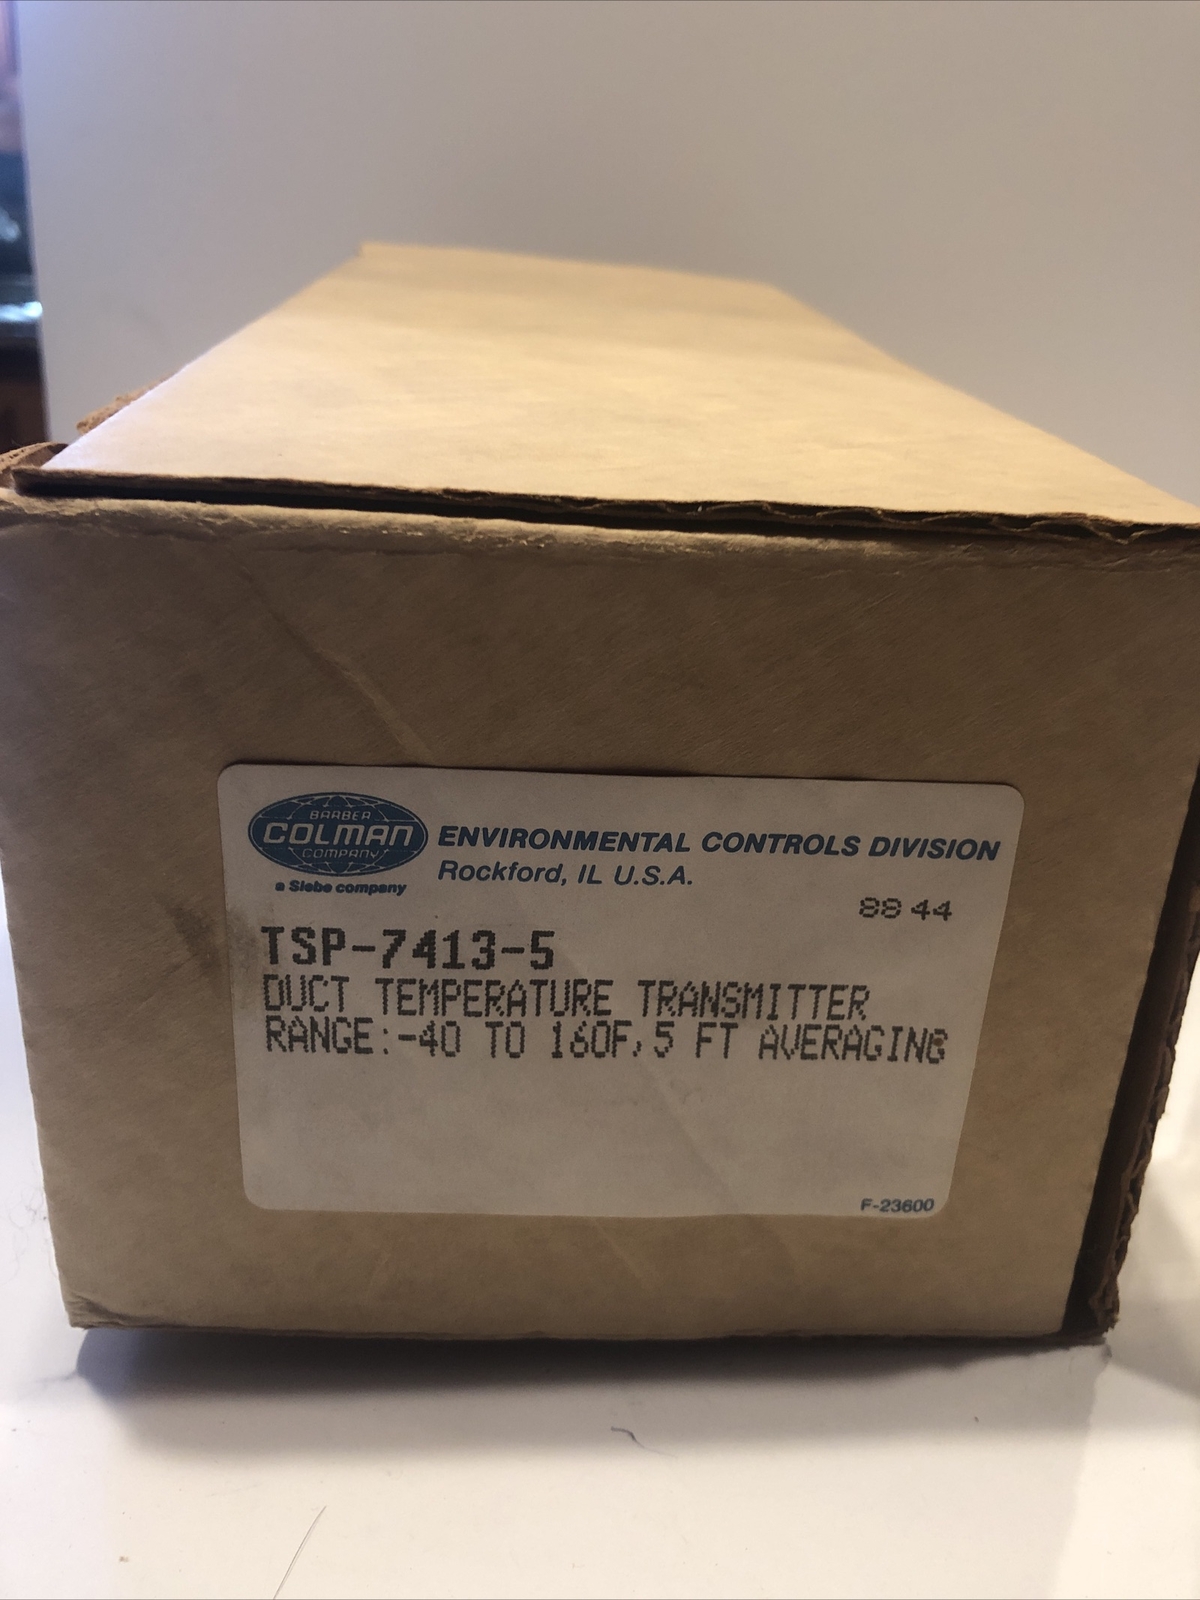 BARBER
COLMAN
COMPANY
a Siebe company
ENVIRONMENTAL CONTROLS DIVISION
Rockford, IL U.S.A.
88 44
TSP-7413-5
DUCT TEMPERATURE TRANSMITTER
RANGE:-40 TO 160F,5 FT AVERAGING
F-23600